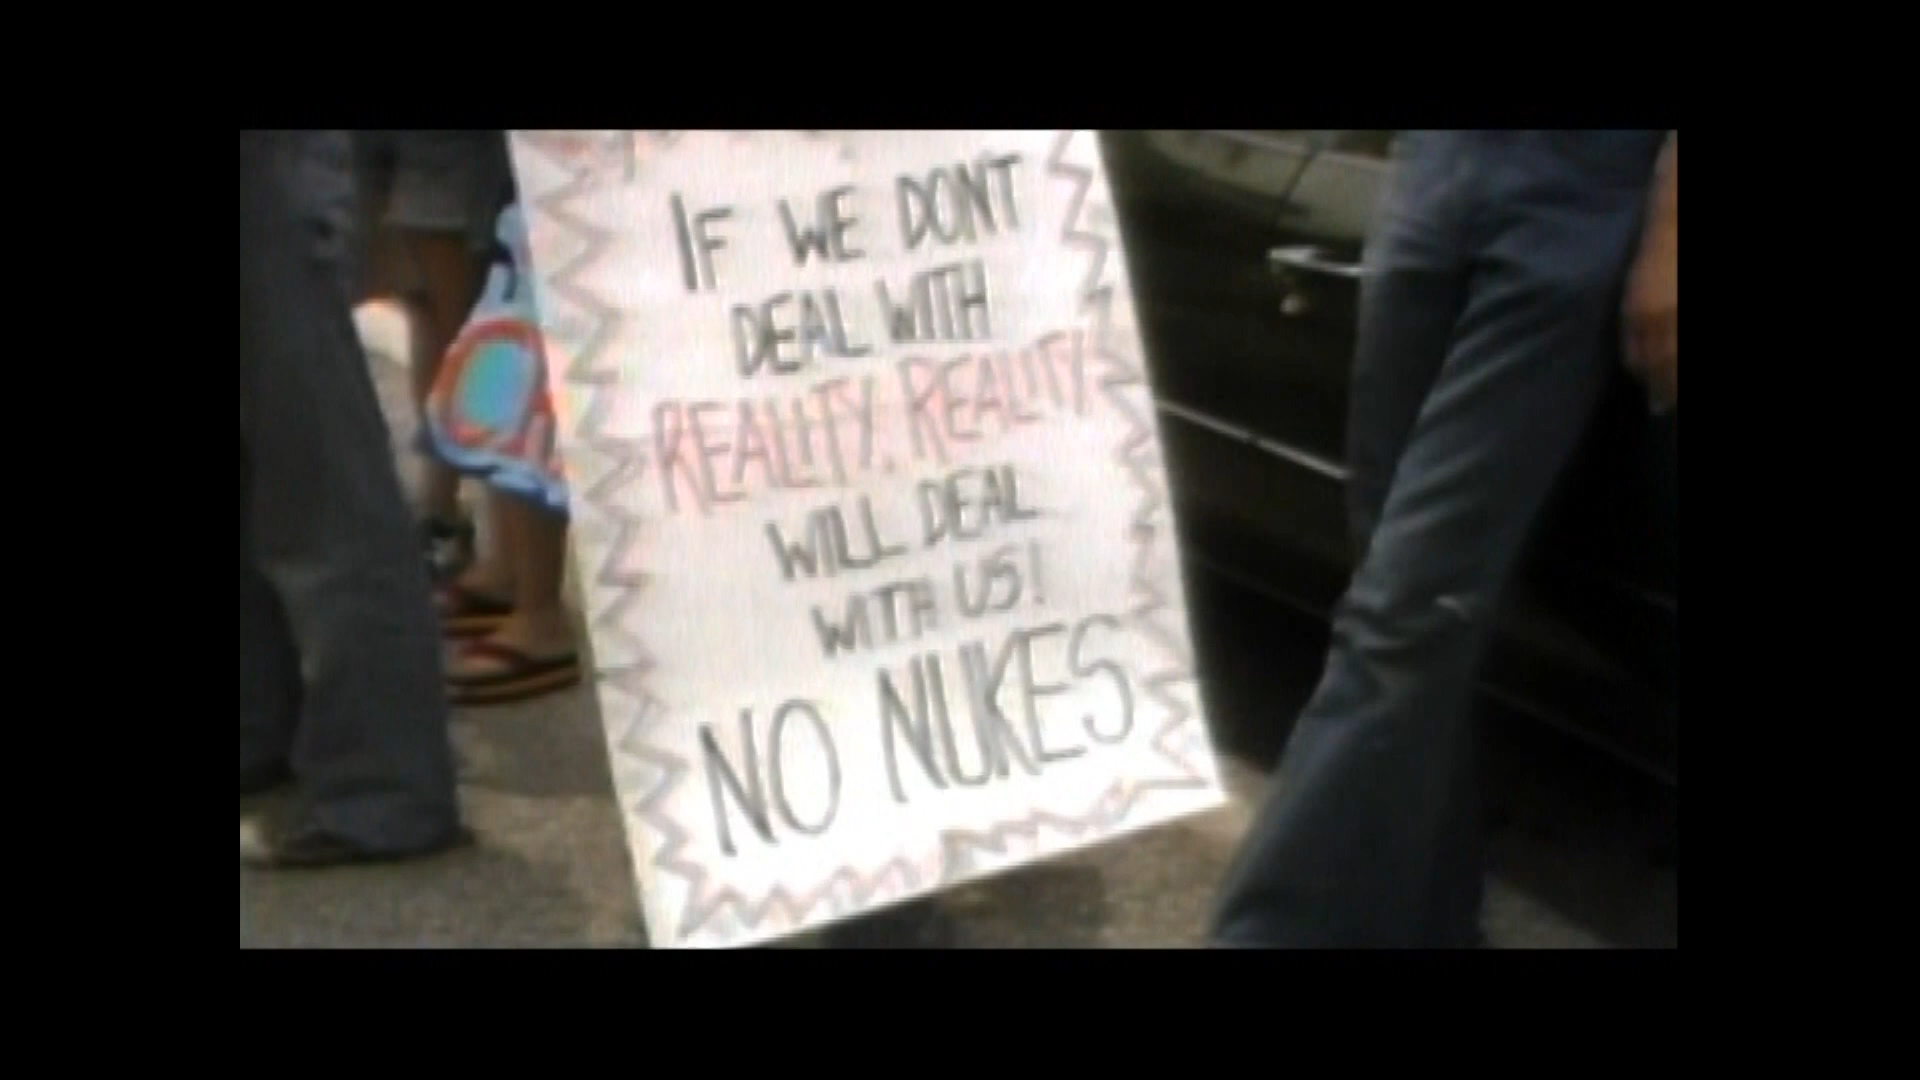 IF WE DONT
DEAL WITH
REALITY, REALITY
WILL DEAL
WITH US!
NO NUKES